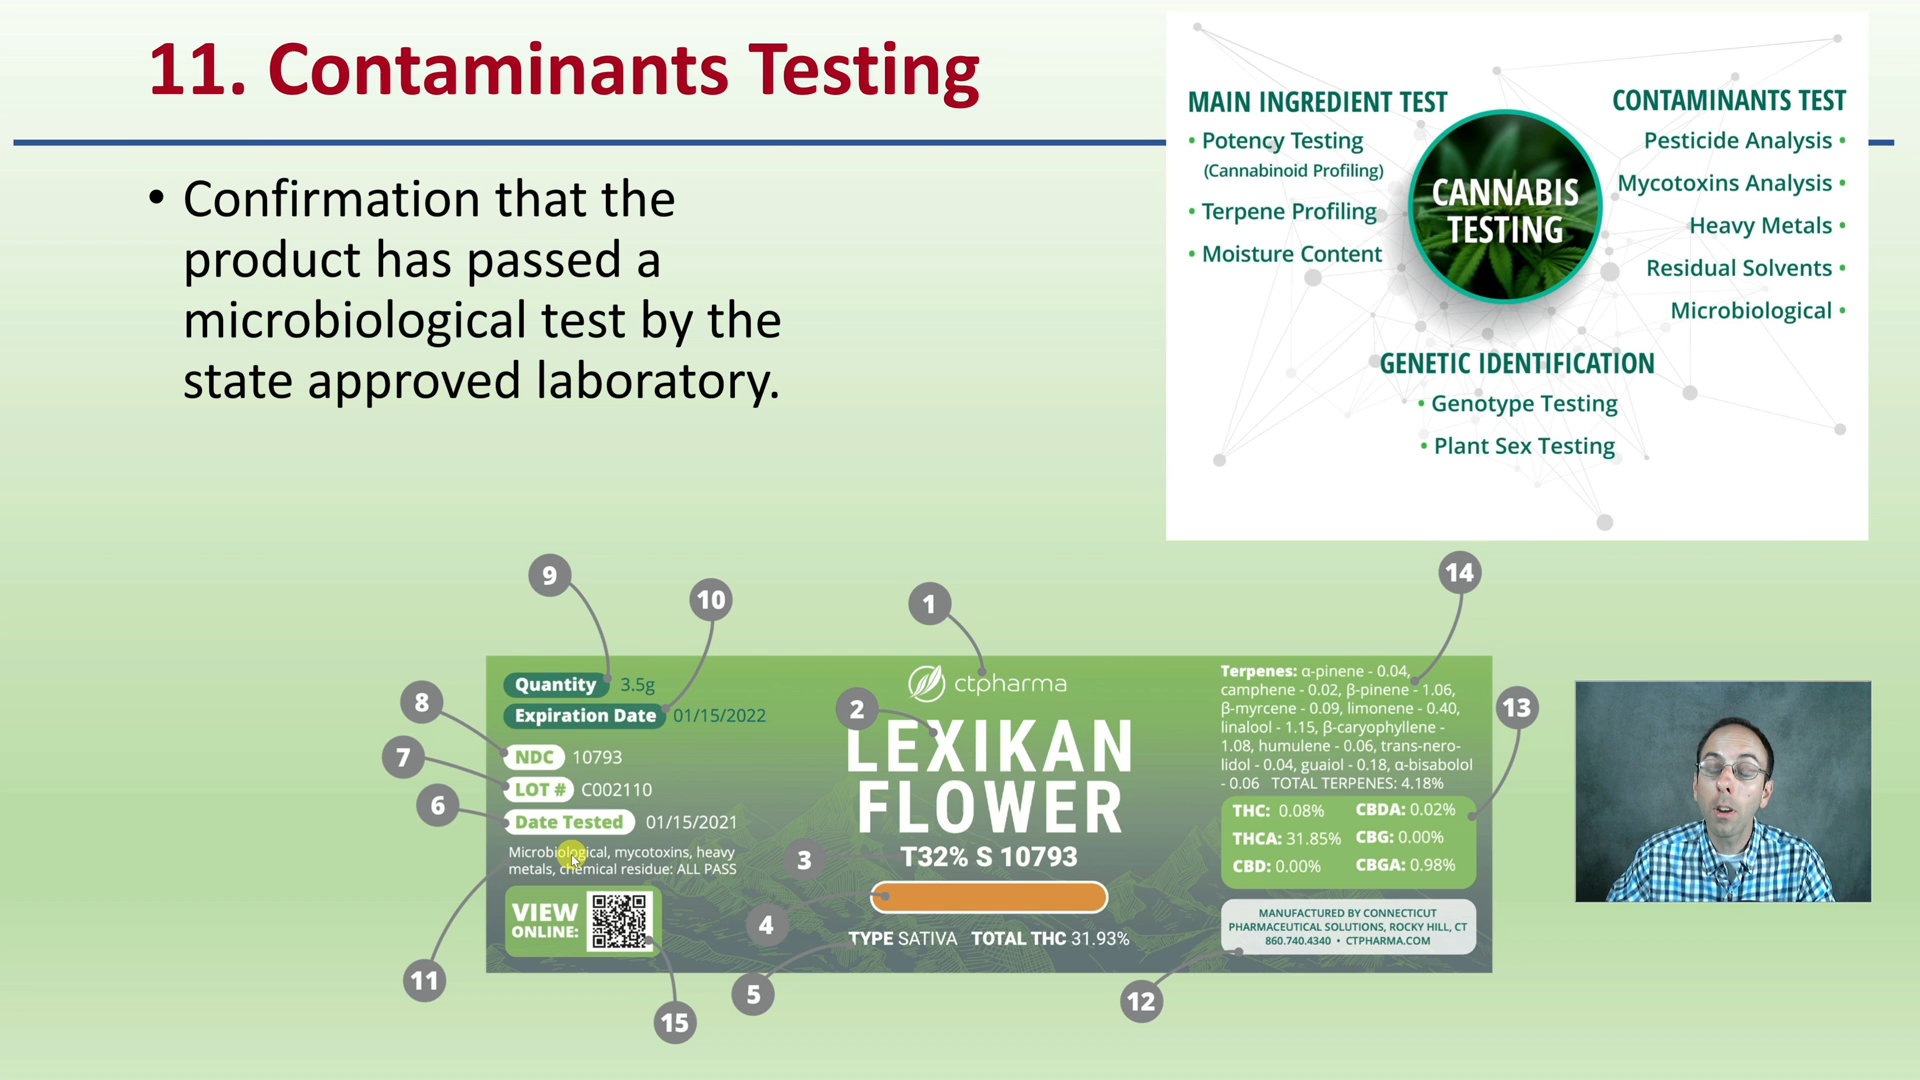 11. Contaminants Testing
• Confirmation that the
product has passed a
microbiological test by the
state approved laboratory.
MAIN INGREDIENT TEST
• Potency Testing
(Cannabinoid Profiling)
• Terpene Profiling
• Moisture Content
CANNABIS
TESTING
CONTAMINANTS TEST
Pesticide Analysis •
Mycotoxins Analysis •
Heavy Metals •
Residual Solvents •
Microbiological •
GENETIC IDENTIFICATION
• Genotype Testing
• Plant Sex Testing
9
10
1
14
8
2
13
7
6
3
4
11
5
12
15
Quantity 3.5g
Expiration Date 01/15/2022
NDC 10793
LOT # C002110
Date Tested 01/15/2021
Microbiological, mycotoxins, heavy
metals, chemical residue: ALL PASS
VIEW
ONLINE:
ctpharma
LEXIKAN
FLOWER
T32% S 10793
TYPE SATIVA TOTAL THC 31.93%
Terpenes: α-pinene - 0.04,
camphene - 0.02, β-pinene - 1.06,
β-myrcene - 0.09, limonene - 0.40,
linalool - 1.15, β-caryophyllene -
1.08, humulene - 0.06, trans-nero-
lidol - 0.04, guaiol - 0.18, α-bisabolol
- 0.06 TOTAL TERPENES: 4.18%
THC: 0.08% CBDA: 0.02%
THCA: 31.85% CBG: 0.00%
CBD: 0.00% CBGA: 0.98%
MANUFACTURED BY CONNECTICUT
PHARMACEUTICAL SOLUTIONS, ROCKY HILL, CT
860.740.4340 • CTPHARMA.COM